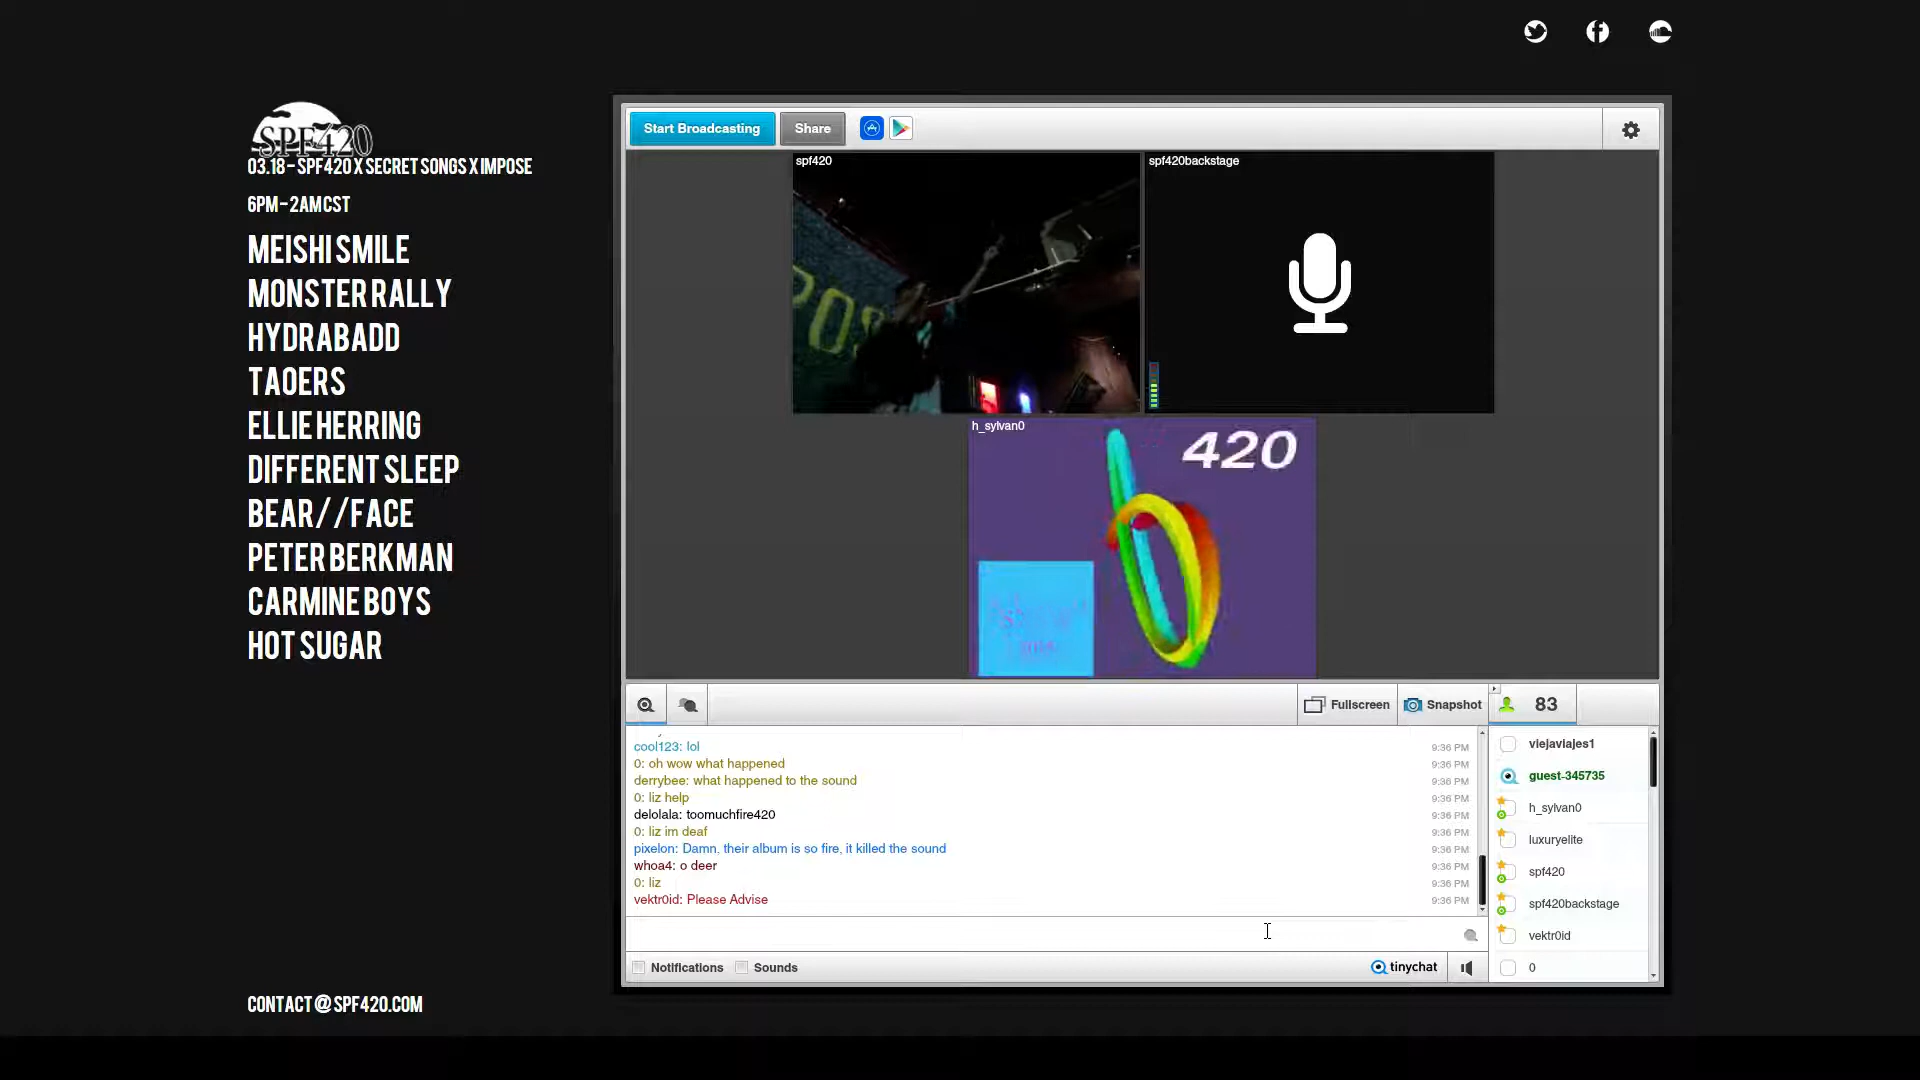 SPF420
03.18 – SPF420 X SECRET SONGS X IMPOSE
6PM – 2AM CST
MEISHI SMILE
MONSTER RALLY
HYDRABADD
TAOERS
ELLIE HERRING
DIFFERENT SLEEP
BEAR//FACE
PETER BERKMAN
CARMINE BOYS
HOT SUGAR
CONTACT@SPF420.COM
Start Broadcasting
Share
spf420
spf420backstage
h_sylvan0
420
Fullscreen
Snapshot
83
cool123: lol 9:36 PM
0: oh wow what happened 9:36 PM
derrybee: what happened to the sound 9:36 PM
0: liz help 9:36 PM
delolala: toomuchfire420 9:36 PM
0: liz im deaf 9:36 PM
pixelon: Damn, their album is so fire, it killed the sound 9:36 PM
whoa4: o deer 9:36 PM
0: liz 9:36 PM
vektr0id: Please Advise 9:36 PM
viejaviajes1
guest-345735
h_sylvan0
luxuryelite
spf420
spf420backstage
vektr0id
0
Notifications
Sounds
tinychat